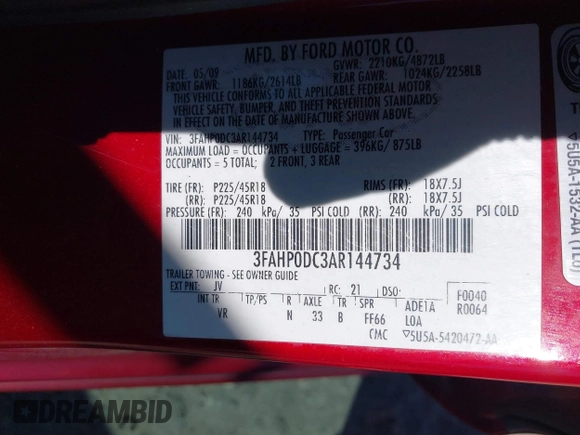 MFD. BY FORD MOTOR CO.
DATE: 05/09 GVWR: 2210KG/4872LB
FRONT GAWR: 1186KG/2614LB REAR GAWR: 1024KG/2258LB
THIS VEHICLE CONFORMS TO ALL APPLICABLE FEDERAL MOTOR
VEHICLE SAFETY, BUMPER, AND THEFT PREVENTION STANDARDS
IN EFFECT ON THE DATE OF MANUFACTURE SHOWN ABOVE.
VIN: 3FAHP0DC3AR144734 TYPE: Passenger Car
MAXIMUM LOAD = OCCUPANTS + LUGGAGE = 396KG/ 875LB
OCCUPANTS = 5 TOTAL; 2 FRONT, 3 REAR
TIRE (FR): P225/45R18 RIMS (FR): 18X7.5J
(RR): P225/45R18 (RR): 18X7.5J
PRESSURE (FR): 240 kPa/ 35 PSI COLD (RR): 240 kPa/ 35 PSI COLD
3FAHP0DC3AR144734
TRAILER TOWING - SEE OWNER GUIDE
EXT PNT: JV RC: 21 DSO: F0040
INT TR TP/PS R AXLE TR SPR ADE1A R0064
VR N 33 B FF66 LOA
CMC ▽5U5A-5420472-AA
▽5U5A-15322-AA
DREAMBID